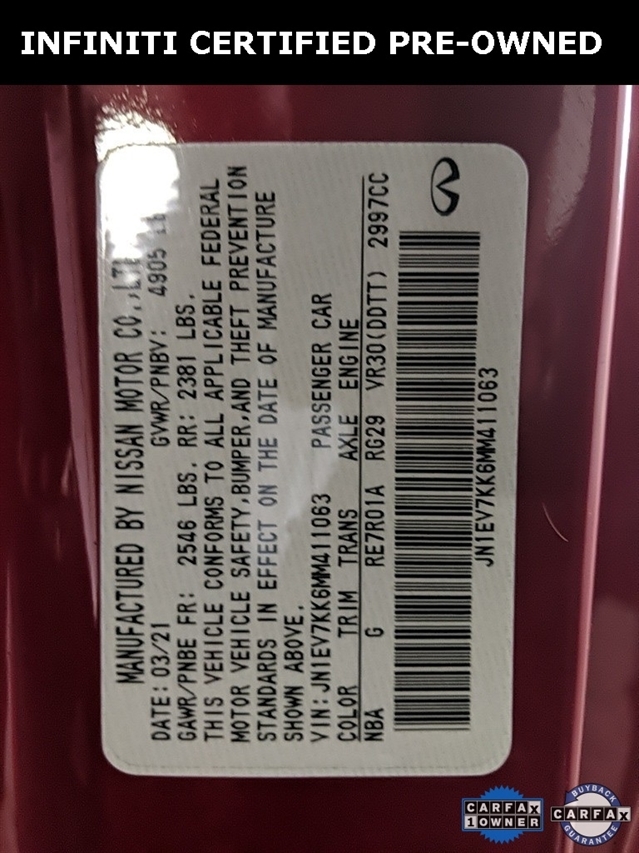 INFINITI CERTIFIED PRE-OWNED
MANUFACTURED BY NISSAN MOTOR CO.,LTD
DATE: 03/21 GVWR/PNBV: 4905
GAWR/PNBE FR: 2546 LBS. RR: 2381 LBS.
THIS VEHICLE CONFORMS TO ALL APPLICABLE FEDERAL
MOTOR VEHICLE SAFETY,BUMPER,AND THEFT PREVENTION
STANDARDS IN EFFECT ON THE DATE OF MANUFACTURE
SHOWN ABOVE.
VIN:JN1EV7KK6MM411063 PASSENGER CAR
COLOR TRIM TRANS AXLE ENGINE
NBA G RE7R01A RG29 VR30(DDTT) 2997CC
JN1EV7KK6MM411063
CARFAX
1 OWNER
BUYBACK
CARFAX
GUARANTEE